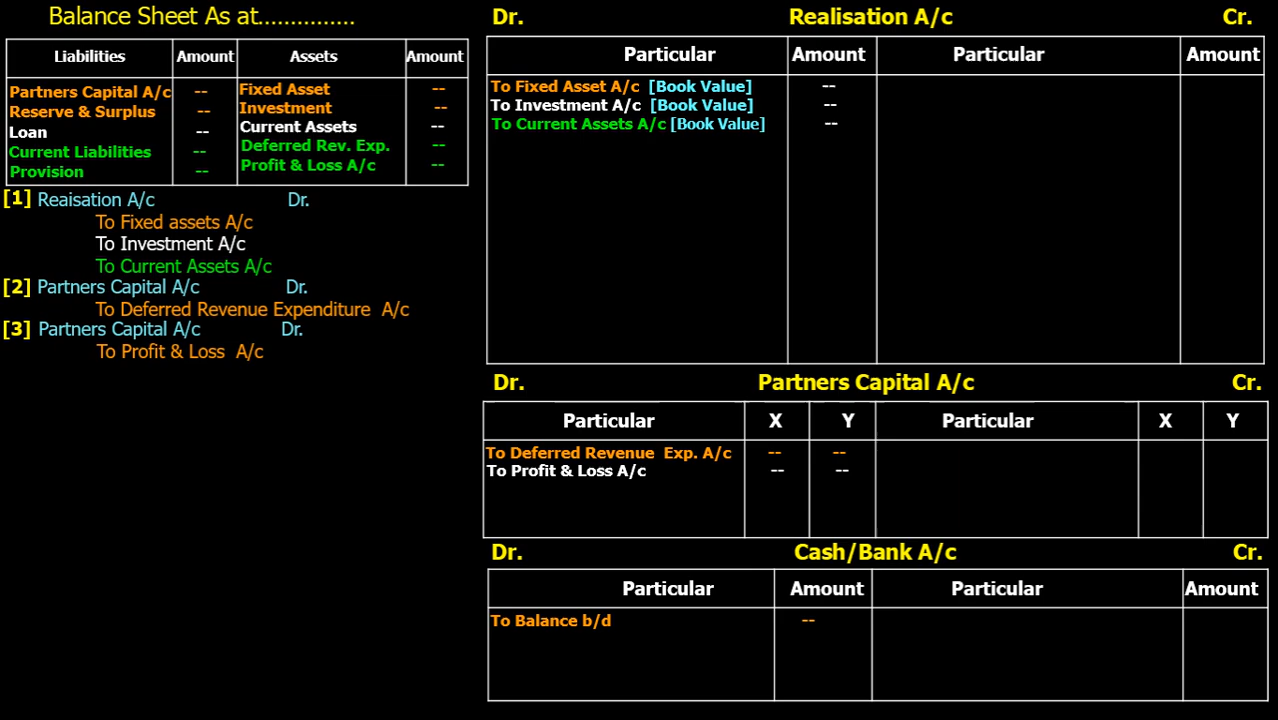 Balance Sheet As at...............
Liabilities Amount Assets Amount
Partners Capital A/c -- Fixed Asset --
Reserve & Surplus -- Investment --
Loan -- Current Assets --
Current Liabilities -- Deferred Rev. Exp. --
Provision -- Profit & Loss A/c --
[1] Reaisation A/c Dr.
To Fixed assets A/c
To Investment A/c
To Current Assets A/c
[2] Partners Capital A/c Dr.
To Deferred Revenue Expenditure A/c
[3] Partners Capital A/c Dr.
To Profit & Loss A/c
Dr. Realisation A/c Cr.
Particular Amount Particular Amount
To Fixed Asset A/c [Book Value] --
To Investment A/c [Book Value] --
To Current Assets A/c [Book Value] --
Dr. Partners Capital A/c Cr.
Particular X Y Particular X Y
To Deferred Revenue Exp. A/c -- --
To Profit & Loss A/c -- --
Dr. Cash/Bank A/c Cr.
Particular Amount Particular Amount
To Balance b/d --